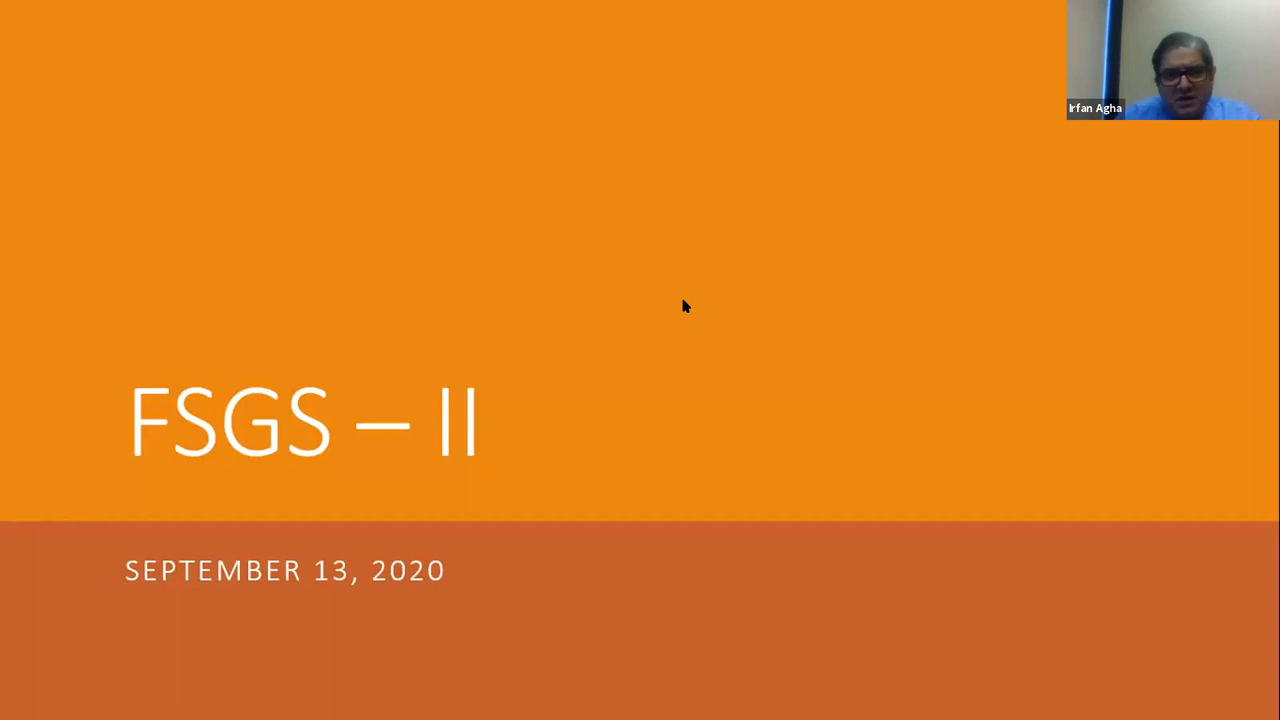 Irfan Agha
FSGS – II
SEPTEMBER 13, 2020